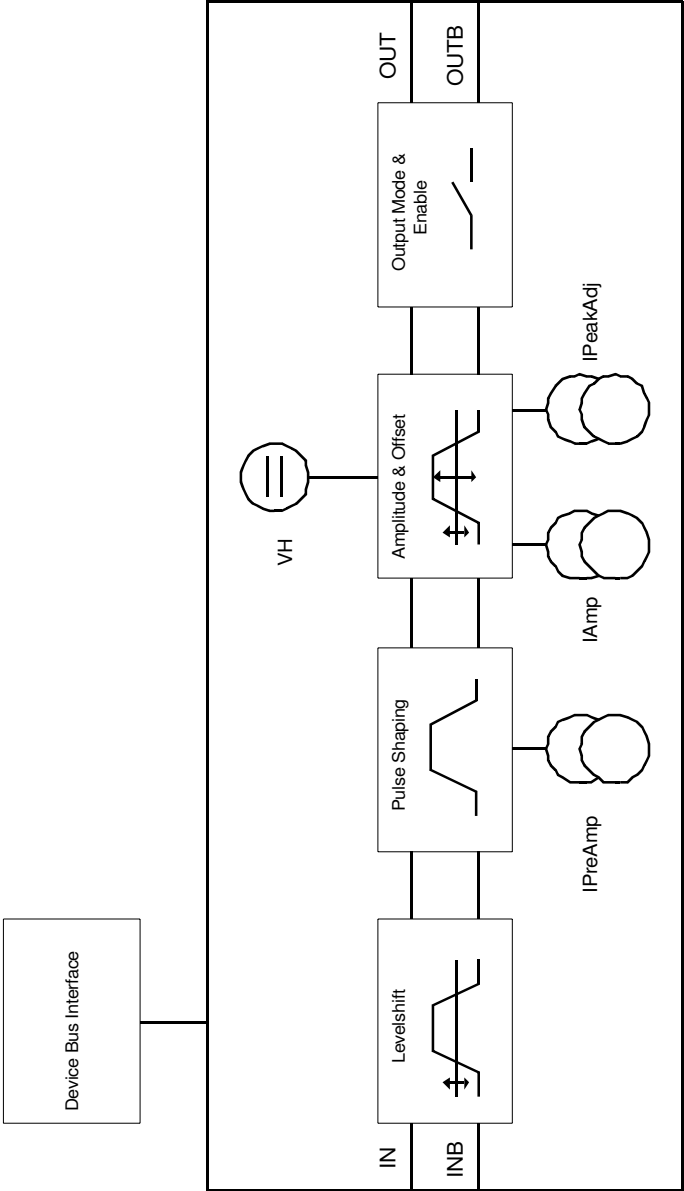 Device Bus Interface
VH
IN
INB
Levelshift
Pulse Shaping
Amplitude & Offset
Output Mode &
Enable
OUT
OUTB
IPreAmp
IAmp
IPeakAdj